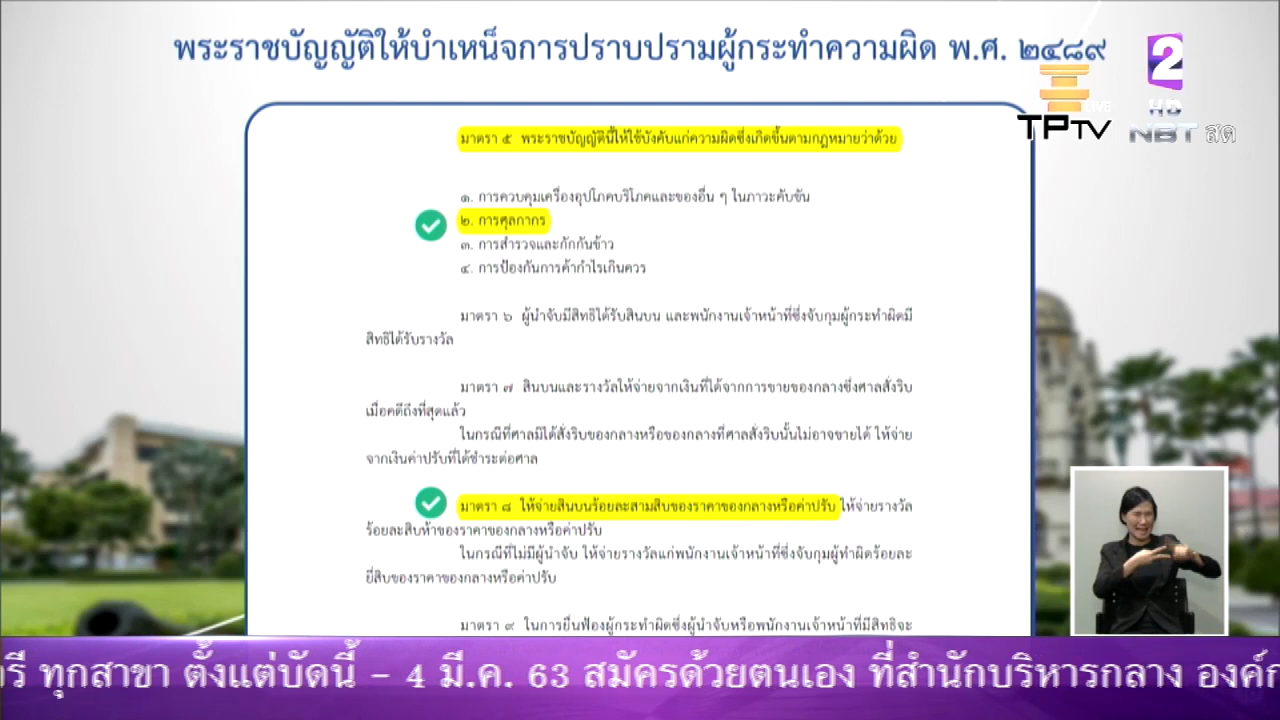 พระราชบัญญัติให้บำเหน็จการปราบปรามผู้กระทำความผิด พ.ศ. ๒๔๘๙
2
LIVE
HD
TPTV
NBT สด
มาตรา ๕ พระราชบัญญัตินี้ให้ใช้บังคับแก่ความผิดซึ่งเกิดขึ้นตามกฎหมายว่าด้วย
๑. การควบคุมเครื่องอุปโภคบริโภคและของอื่น ๆ ในภาวะคับขัน
๒. การศุลกากร
๓. การสำรวจและกักกันข้าว
๔. การป้องกันการค้ากำไรเกินควร
มาตรา ๖ ผู้นำจับมีสิทธิได้รับสินบน และพนักงานเจ้าหน้าที่ซึ่งจับกุมผู้กระทำผิดมี
สิทธิได้รับรางวัล
มาตรา ๗ สินบนและรางวัลให้จ่ายจากเงินที่ได้จากการขายของกลางซึ่งศาลสั่งริบ
เมื่อคดีถึงที่สุดแล้ว
ในกรณีที่ศาลมิได้สั่งริบของกลางหรือของกลางที่ศาลสั่งริบนั้นไม่อาจขายได้ ให้จ่าย
จากเงินค่าปรับที่ได้ชำระต่อศาล
มาตรา ๘ ให้จ่ายสินบนร้อยละสามสิบของราคาของกลางหรือค่าปรับ ให้จ่ายรางวัล
ร้อยละสิบห้าของราคาของกลางหรือค่าปรับ
ในกรณีที่ไม่มีผู้นำจับ ให้จ่ายรางวัลแก่พนักงานเจ้าหน้าที่ซึ่งจับกุมผู้ทำผิดร้อยละ
ยี่สิบของราคาของกลางหรือค่าปรับ
มาตรา ๙ ในการยื่นฟ้องผู้กระทำผิดซึ่งผู้นำจับหรือพนักงานเจ้าหน้าที่มีสิทธิจะ
รี ทุกสาขา ตั้งแต่บัดนี้ - 4 มี.ค. 63 สมัครด้วยตนเอง ที่สำนักบริหารกลาง องค์ก